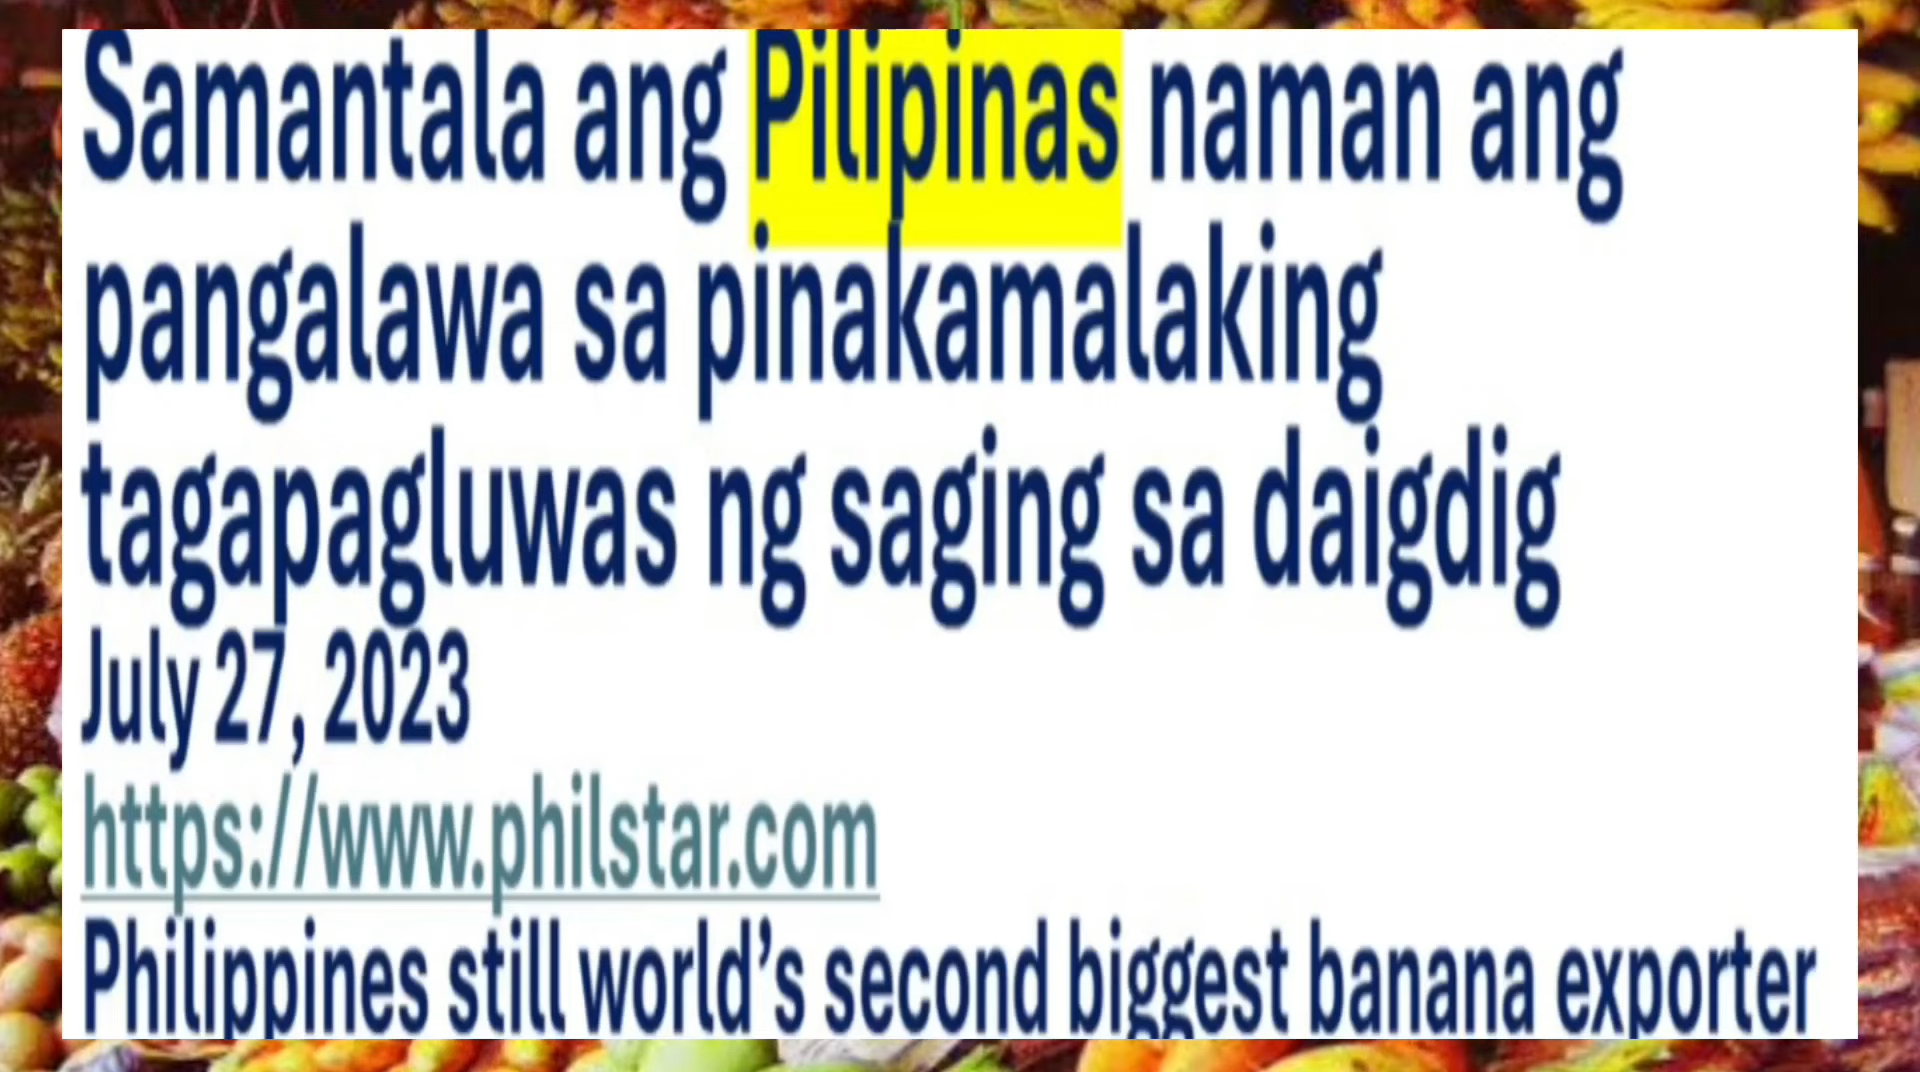 Samantala ang Pilipinas naman ang
pangalawa sa pinakamalaking
tagapagluwas ng saging sa daigdig
July 27, 2023
https://www.philstar.com
Philippines still world’s second biggest banana exporter